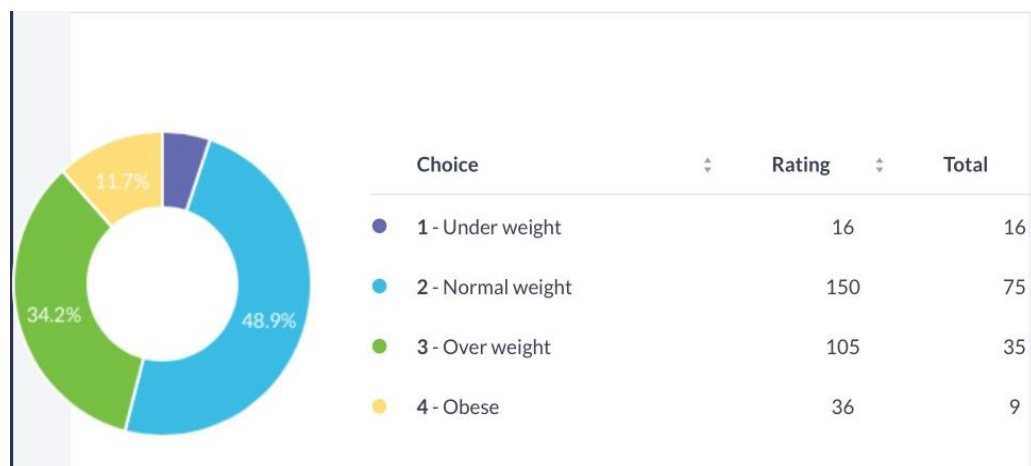 Choice Rating Total
11.7%
1 - Under weight 16 16
2 - Normal weight 150 75
34.2%
48.9%
3 - Over weight 105 35
4 - Obese 36 9